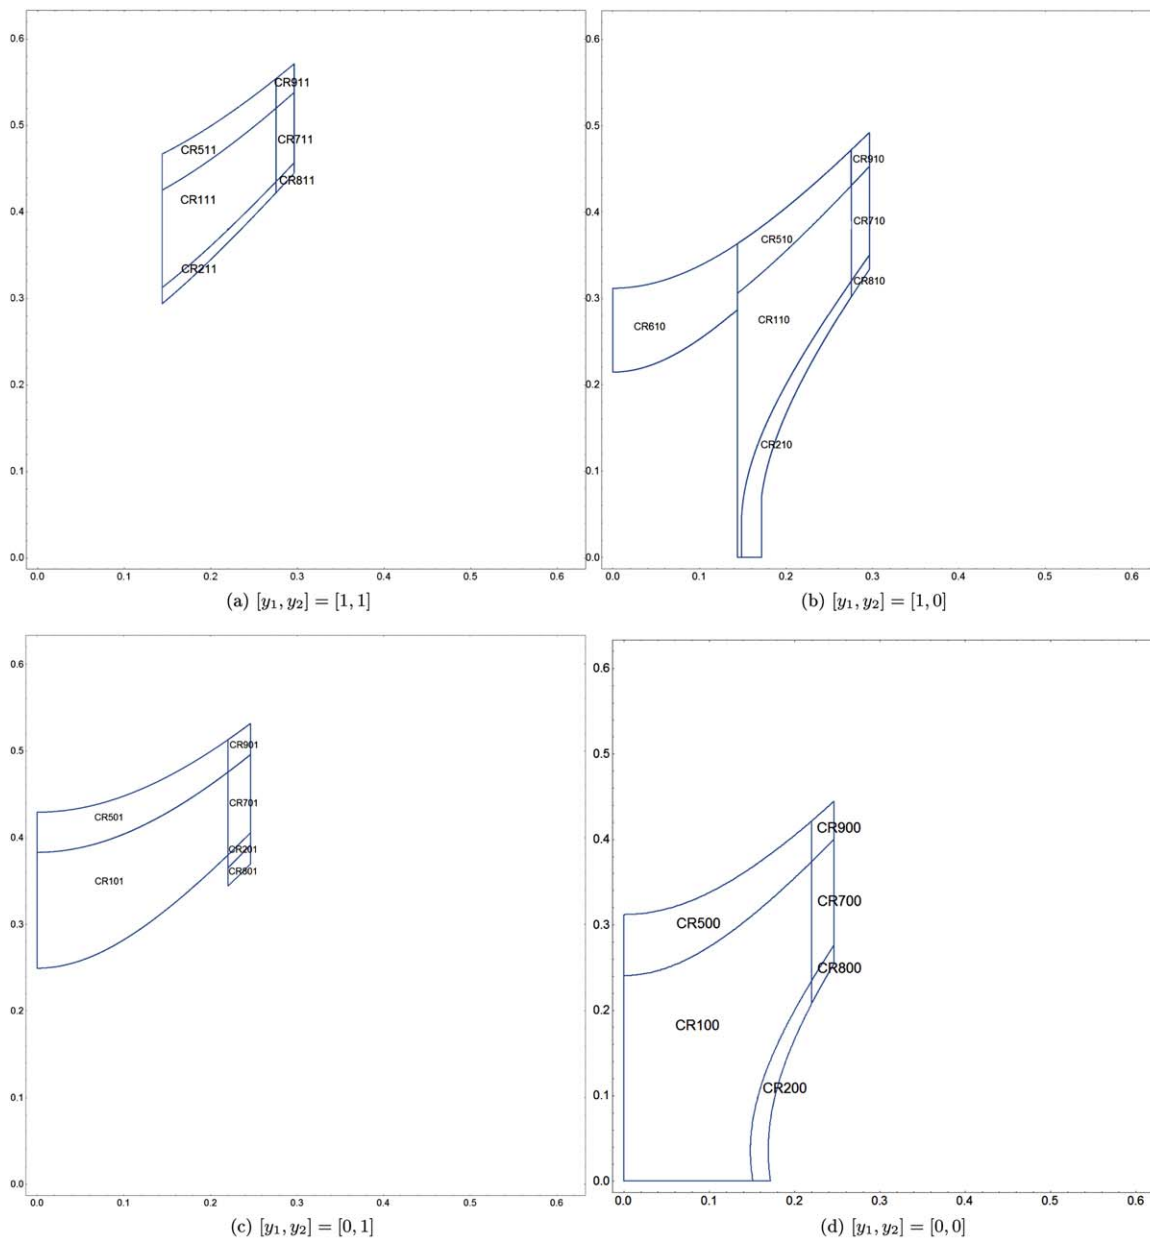 0.6
0.5
0.4
0.3
0.2
0.1
0.0
CR911
CR511
CR711
CR811
CR111
CR211
0.0 0.1 0.2 0.3 0.4 0.5 0.6
(a) [y₁, y₂] = [1, 1]
0.6
0.5
0.4
0.3
0.2
0.1
0.0
CR910
CR710
CR510
CR810
CR110
CR610
CR210
0.0 0.1 0.2 0.3 0.4 0.5 0.6
(b) [y₁, y₂] = [1, 0]
0.6
0.5
0.4
0.3
0.2
0.1
0.0
CR901
CR701
CR501
CR201
CR801
CR101
0.0 0.1 0.2 0.3 0.4 0.5 0.6
(c) [y₁, y₂] = [0, 1]
0.6
0.5
0.4
0.3
0.2
0.1
0.0
CR900
CR700
CR500
CR800
CR100
CR200
0.0 0.1 0.2 0.3 0.4 0.5 0.6
(d) [y₁, y₂] = [0, 0]